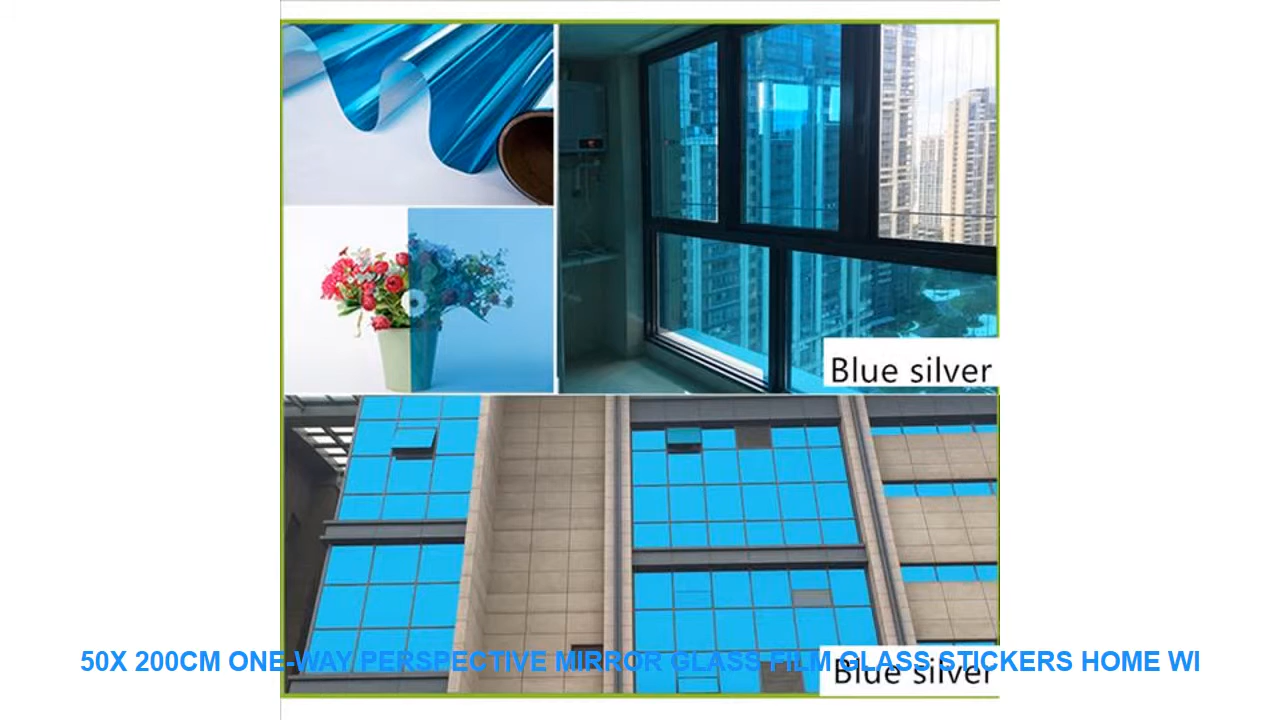 Blue silver
50X 200CM ONE-WAY PERSPECTIVE MIRROR GLASS FILM GLASS STICKERS HOME WI
Blue silver